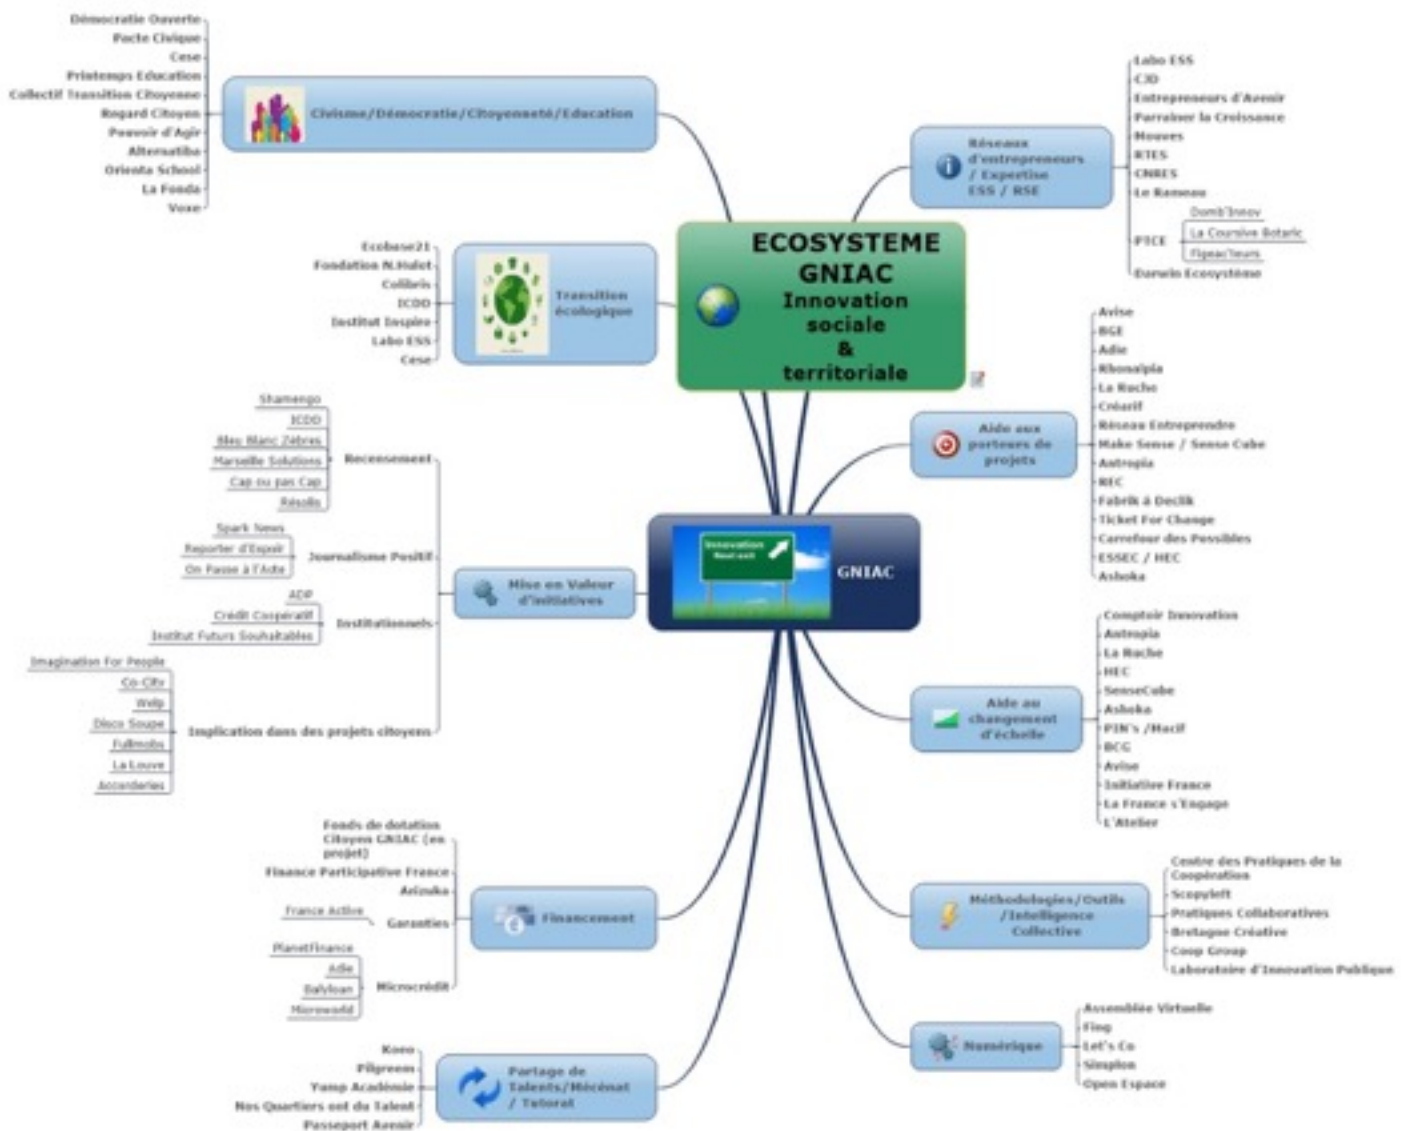 ECOSYSTEME
GNIAC
Innovation
sociale
&
territoriale
GNIAC
Innovation
Next exit
Civisme/Démocratie/Citoyenneté/Education
Démocratie Ouverte
Pacte Civique
Cese
Printemps Education
Collectif Transition Citoyenne
Regard Citoyen
Pouvoir d'Agir
Alternatiba
Orienta School
La Fonda
Voxe
Transition
écologique
Ecobase21
Fondation N.Hulot
Colibris
ICDD
Institut Inspire
Labo ESS
Cese
Mise en Valeur
d'initiatives
Recensement
Shamengo
ICDD
Bleu Blanc Zèbres
Marseille Solutions
Cap ou pas Cap
Résolis
Journalisme Positif
Spark News
Reporter d'Espoir
On Passe à l'Acte
Institutionnels
ADP
Crédit Coopératif
Institut Futurs Souhaitables
Implication dans des projets citoyens
Imagination For People
Co-City
Welp
Disco Soupe
Fullmobs
La Louve
Accorderies
Financement
Fonds de dotation
Citoyen GNIAC (en
projet)
Finance Participative France
Arizuka
Garanties
France Active
Microcrédit
PlanetFinance
Adie
Babyloan
Microworld
Partage de
Talents/Mécénat
/ Tutorat
Koeo
Pilgreem
Yump Académie
Nos Quartiers ont du Talent
Passeport Avenir
Réseaux
d'entrepreneurs
/ Expertise
ESS / RSE
Labo ESS
CJD
Entrepreneurs d'Avenir
Parrainer la Croissance
Mouves
RTES
CNRES
Le Rameau
PTCE
Domb'Innov
La Coursive Botaric
Figeac'Teurs
Darwin Ecosystème
Aide aux
porteurs de
projets
Avise
BGE
Adie
Rhonalpia
La Ruche
Créarif
Réseau Entreprendre
Make Sense / Sense Cube
Antropia
REC
Fabrik à Declik
Ticket For Change
Carrefour des Possibles
ESSEC / HEC
Ashoka
Aide au
changement
d'échelle
Comptoir Innovation
Antropia
La Ruche
HEC
SenseCube
Ashoka
PIN's /Macif
BCG
Avise
Initiative France
La France s'Engage
L'Atelier
Méthodologies/Outils
/Intelligence
Collective
Centre des Pratiques de la
Coopération
Scopyleft
Pratiques Collaboratives
Bretagne Créative
Coop Group
Laboratoire d'Innovation Publique
Numérique
Assemblée Virtuelle
Fing
Let's Co
Simplon
Open Espace